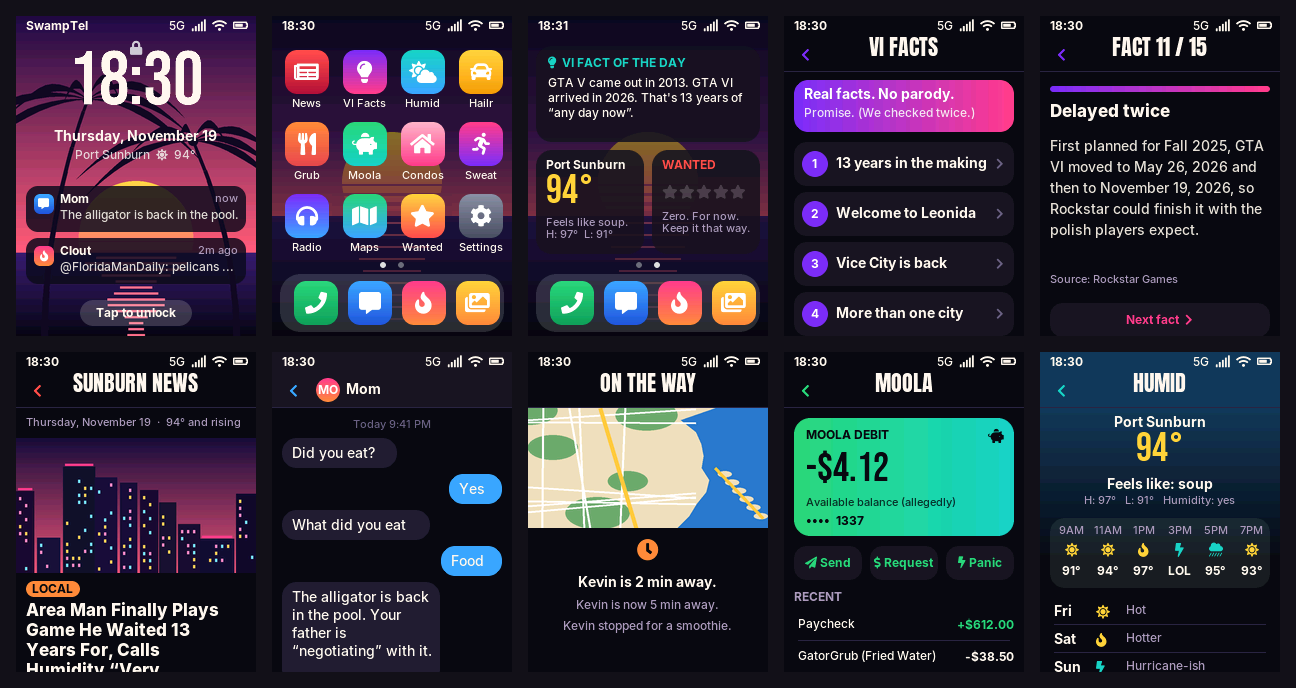 SwampTel 5G
18:30
Thursday, November 19
Port Sunburn 94°
Mom now
The alligator is back in the pool.
Clout 2m ago
@FloridaManDaily: pelicans ...
Tap to unlock
18:30 5G
News VI Facts Humid Hailr
Grub Moola Condos Sweat
Radio Maps Wanted Settings
18:31 5G
VI FACT OF THE DAY
GTA V came out in 2013. GTA VI
arrived in 2026. That's 13 years of
“any day now”.
Port Sunburn
94°
Feels like soup.
H: 97° L: 91°
WANTED
Zero. For now.
Keep it that way.
18:30 5G
VI FACTS
Real facts. No parody.
Promise. (We checked twice.)
1 13 years in the making
2 Welcome to Leonida
3 Vice City is back
4 More than one city
18:30 5G
FACT 11 / 15
Delayed twice
First planned for Fall 2025, GTA
VI moved to May 26, 2026 and
then to November 19, 2026, so
Rockstar could finish it with the
polish players expect.
Source: Rockstar Games
Next fact
18:30 5G
SUNBURN NEWS
Thursday, November 19 · 94° and rising
LOCAL
Area Man Finally Plays
Game He Waited 13
Years For, Calls
Humidity “Very
18:30 5G
MO Mom
Today 9:41 PM
Did you eat?
Yes
What did you eat
Food
The alligator is back
in the pool. Your
father is
“negotiating” with it.
18:30 5G
ON THE WAY
Kevin is 2 min away.
Kevin is now 5 min away.
Kevin stopped for a smoothie.
18:30 5G
MOOLA
MOOLA DEBIT
-$4.12
Available balance (allegedly)
•••• 1337
Send $ Request Panic
RECENT
Paycheck +$612.00
GatorGrub (Fried Water) -$38.50
18:30 5G
HUMID
Port Sunburn
94°
Feels like: soup
H: 97° L: 91° Humidity: yes
9AM 11AM 1PM 3PM 5PM 7PM
91° 94° 97° LOL 95° 93°
Fri Hot
Sat Hotter
Sun Hurricane-ish